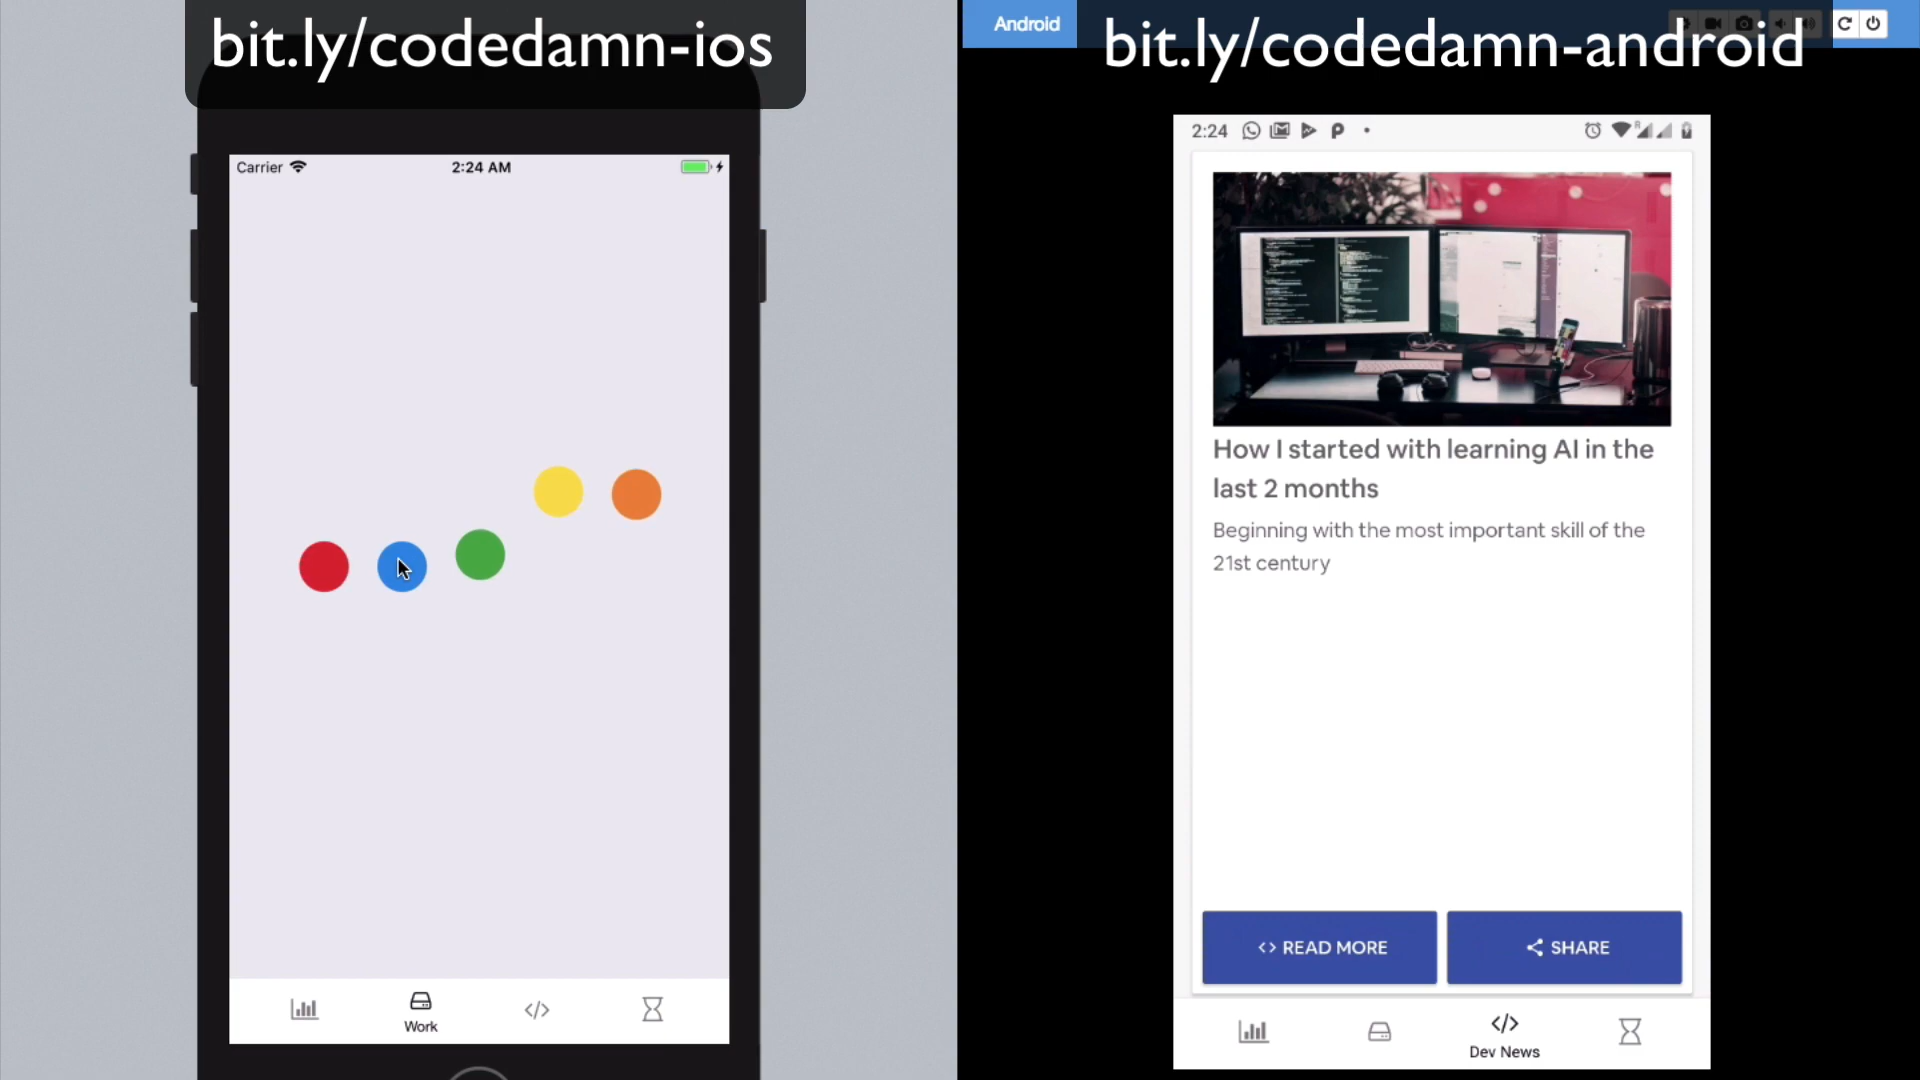 bit.ly/codedamn-ios
Carrier
2:24 AM
Work
Android
bit.ly/codedamn-android
2:24
How I started with learning AI in the
last 2 months
Beginning with the most important skill of the
21st century
<> READ MORE
SHARE
</>
Dev News